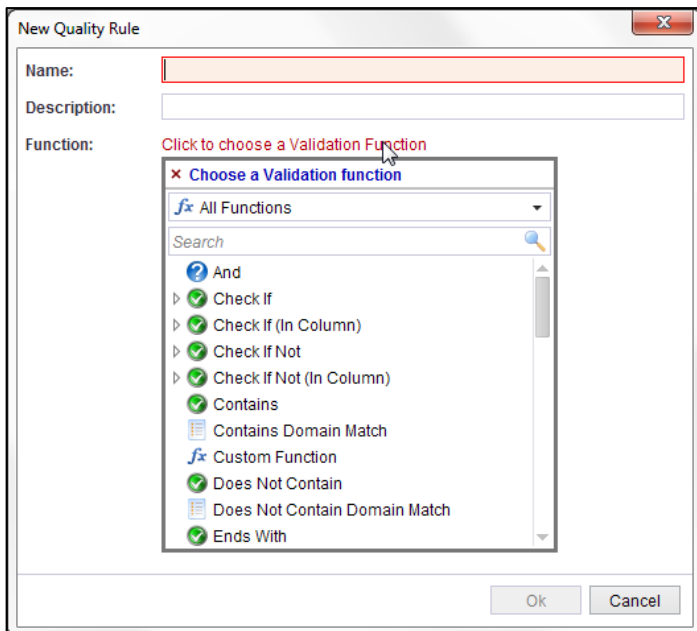 New Quality Rule
Name:
Description:
Function: Click to choose a Validation Function
Choose a Validation function
fx All Functions
Search
And
Check If
Check If (In Column)
Check If Not
Check If Not (In Column)
Contains
Contains Domain Match
fx Custom Function
Does Not Contain
Does Not Contain Domain Match
Ends With
Ok Cancel